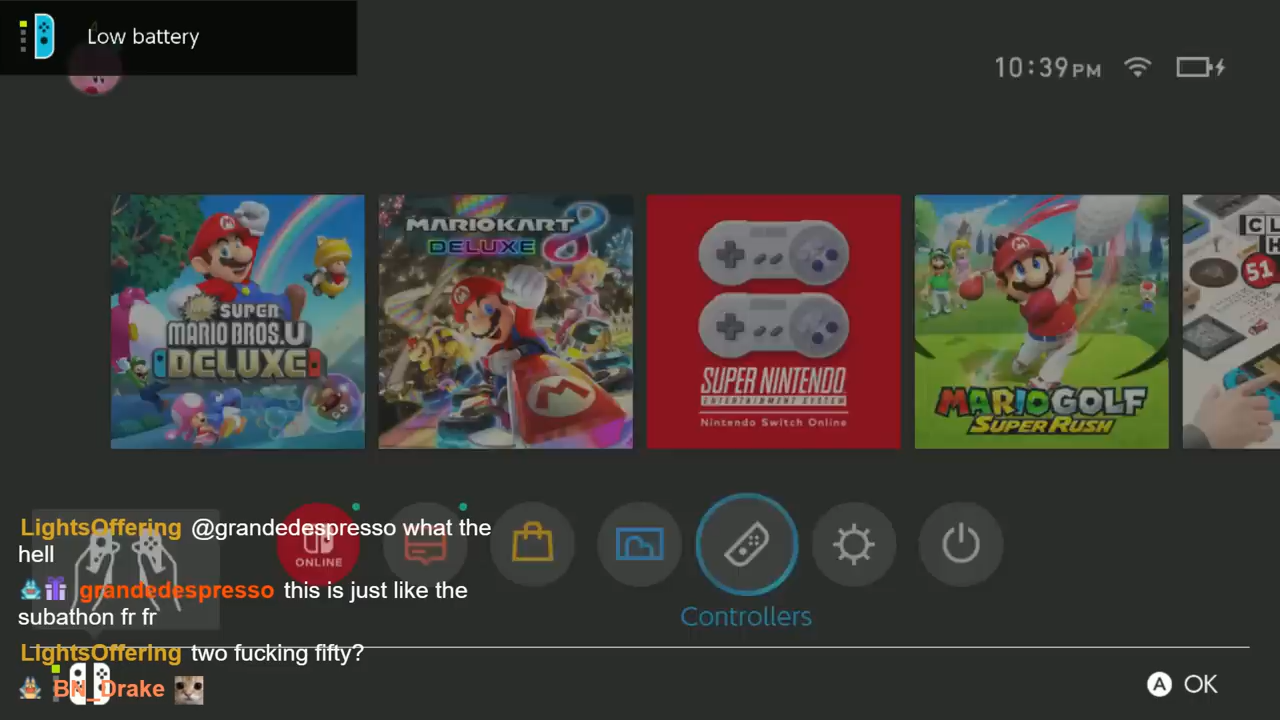 Low battery
10:39PM
NEW
SUPER
MARIO BROS.U
DELUXE
MARIOKART 8
DELUXE
SUPER NINTENDO
ENTERTAINMENT SYSTEM
Nintendo Switch Online
MARIO GOLF
SUPER RUSH
51
ONLINE
Controllers
LightsOffering @grandedespresso what the
hell
grandedespresso this is just like the
subathon fr fr
LightsOffering two fucking fifty?
BN_Drake
A OK